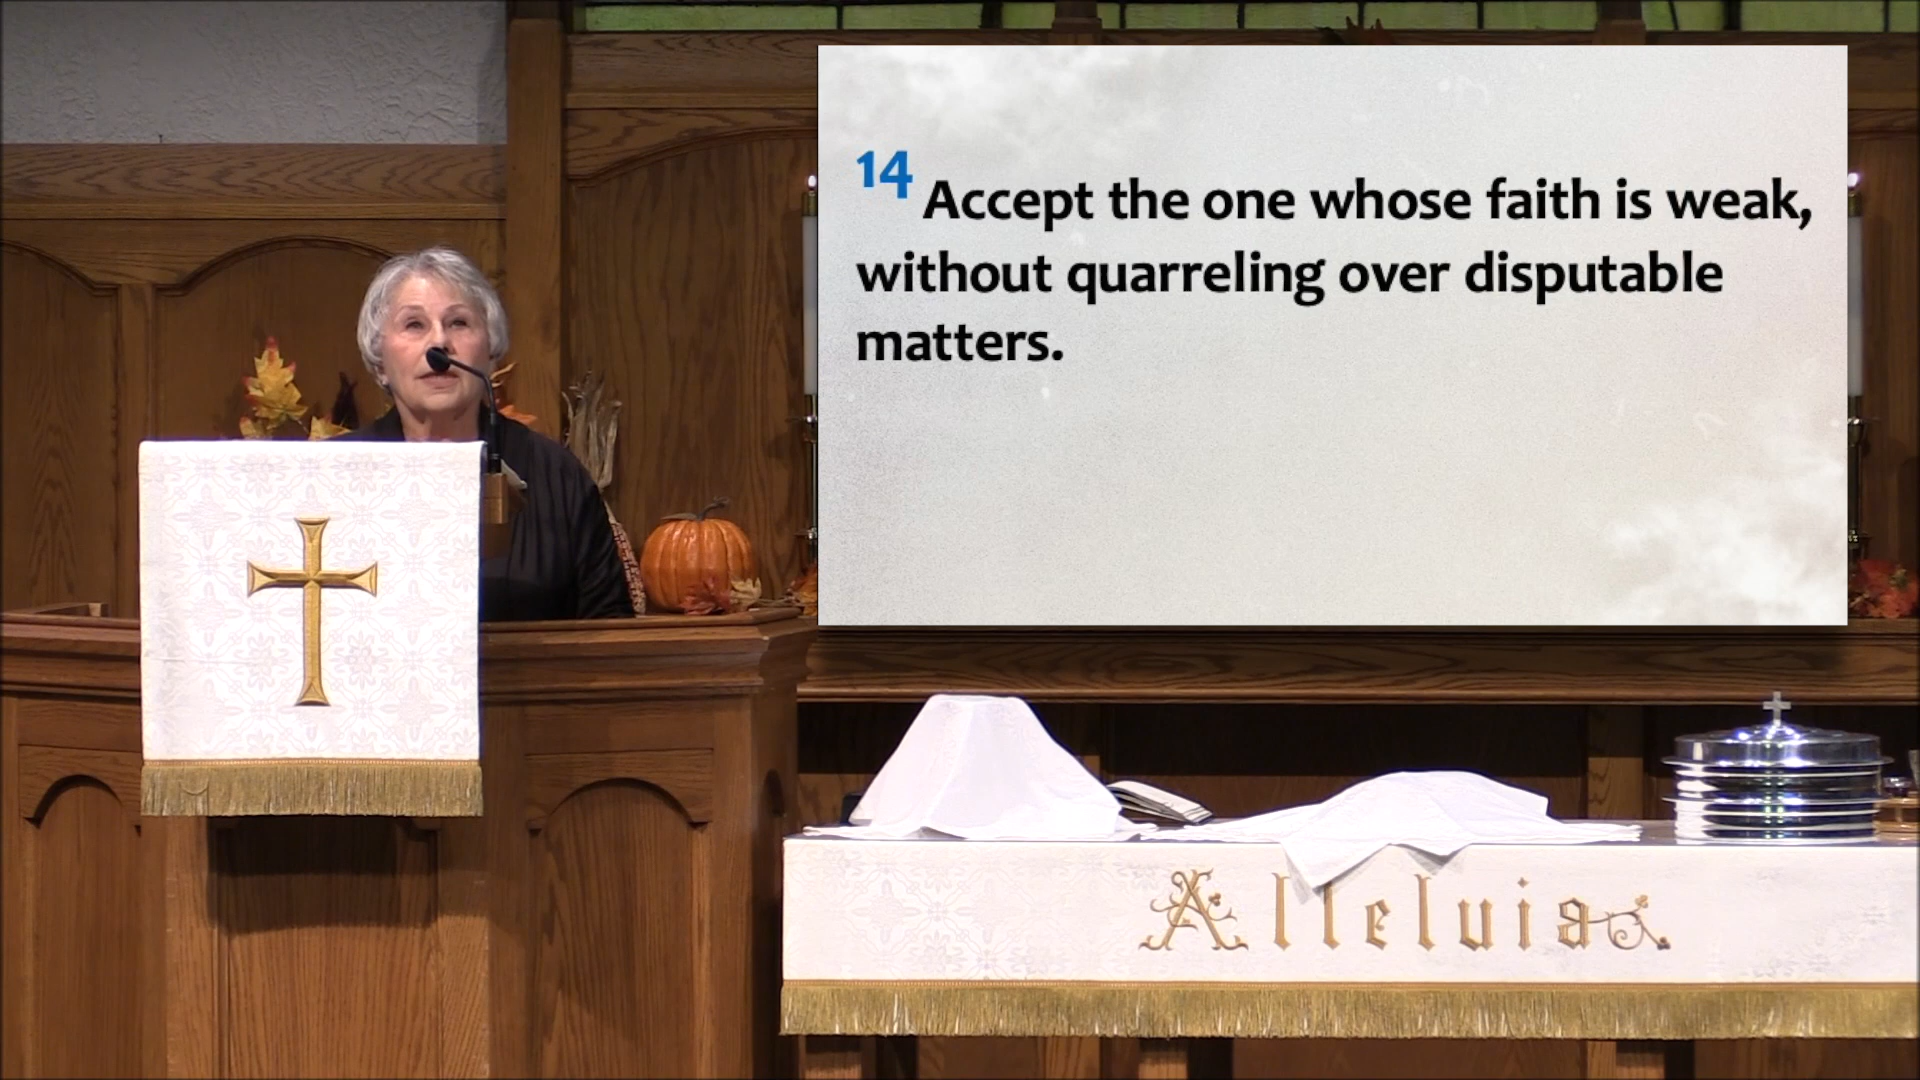 14 Accept the one whose faith is weak,
without quarreling over disputable
matters.
Alleluia